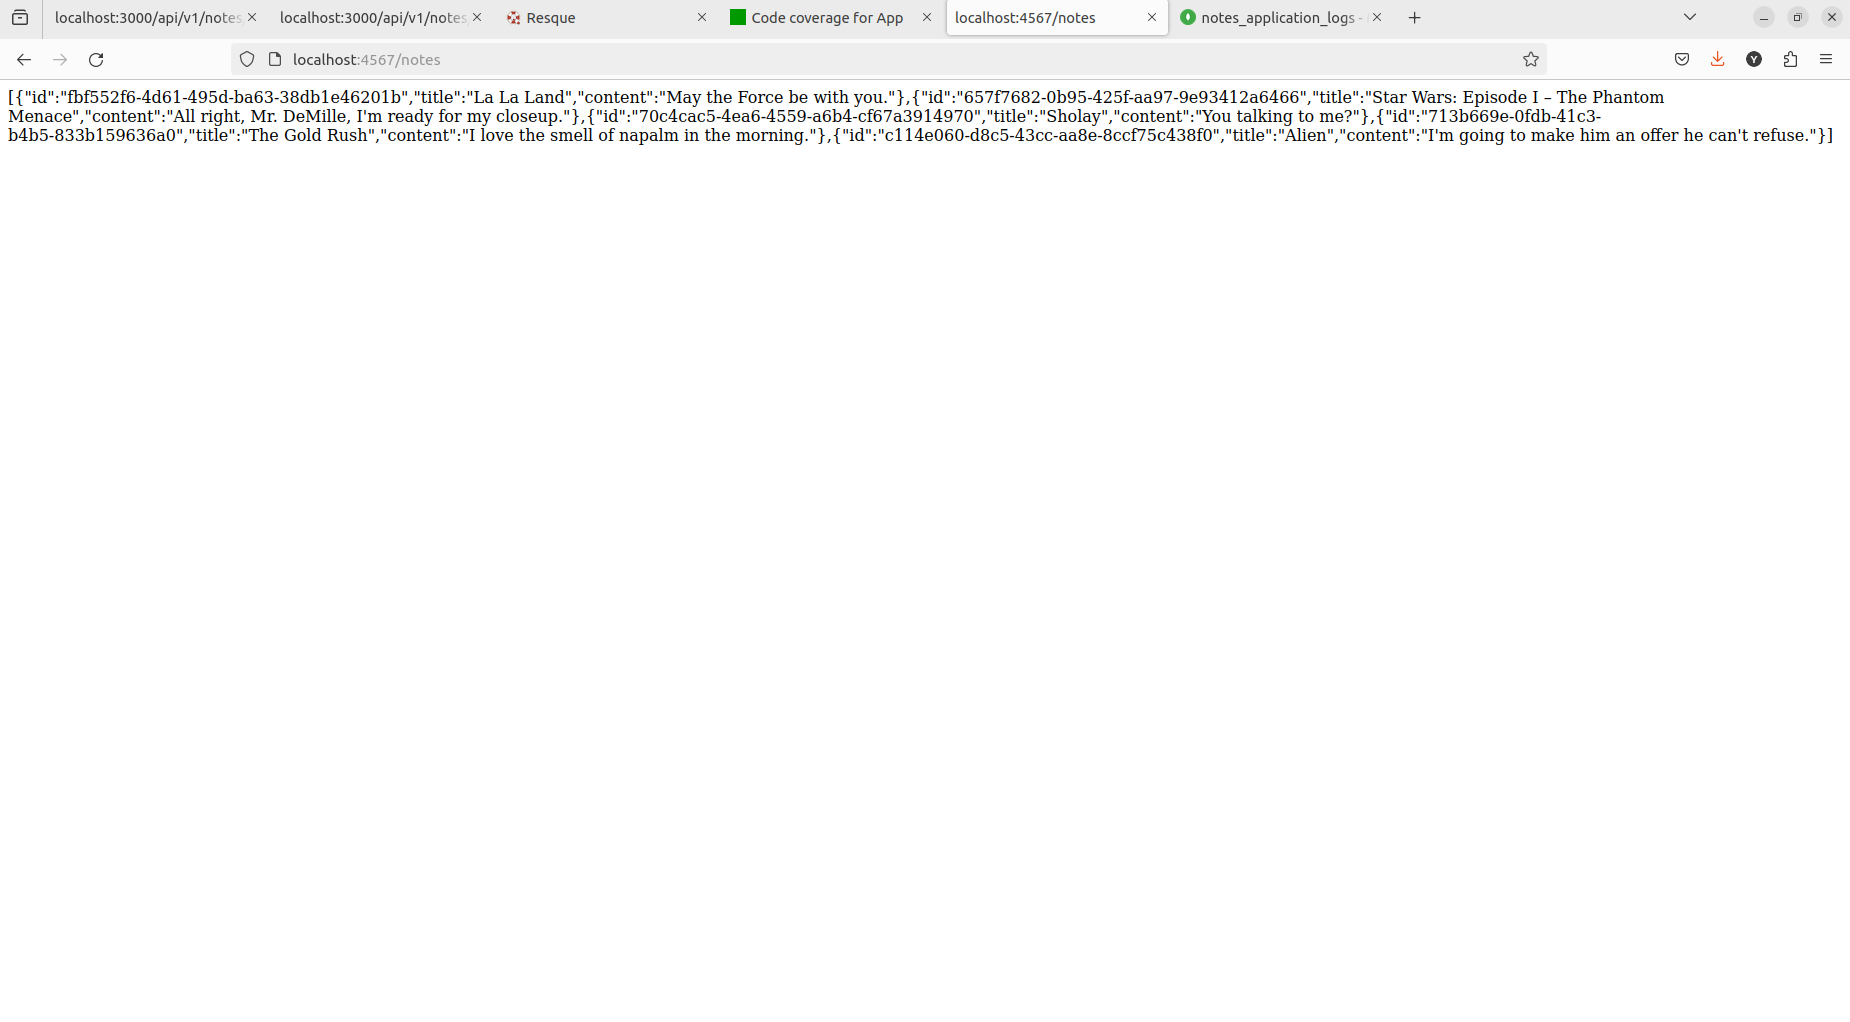 localhost:3000/api/v1/notes
localhost:3000/api/v1/notes
Resque
Code coverage for App
localhost:4567/notes
notes_application_logs -
localhost:4567/notes
Y
[{"id":"fbf552f6-4d61-495d-ba63-38db1e46201b","title":"La La Land","content":"May the Force be with you."},{"id":"657f7682-0b95-425f-aa97-9e93412a6466","title":"Star Wars: Episode I – The Phantom
Menace","content":"All right, Mr. DeMille, I'm ready for my closeup."},{"id":"70c4cac5-4ea6-4559-a6b4-cf67a3914970","title":"Sholay","content":"You talking to me?"},{"id":"713b669e-0fdb-41c3-
b4b5-833b159636a0","title":"The Gold Rush","content":"I love the smell of napalm in the morning."},{"id":"c114e060-d8c5-43cc-aa8e-8ccf75c438f0","title":"Alien","content":"I'm going to make him an offer he can't refuse."}]